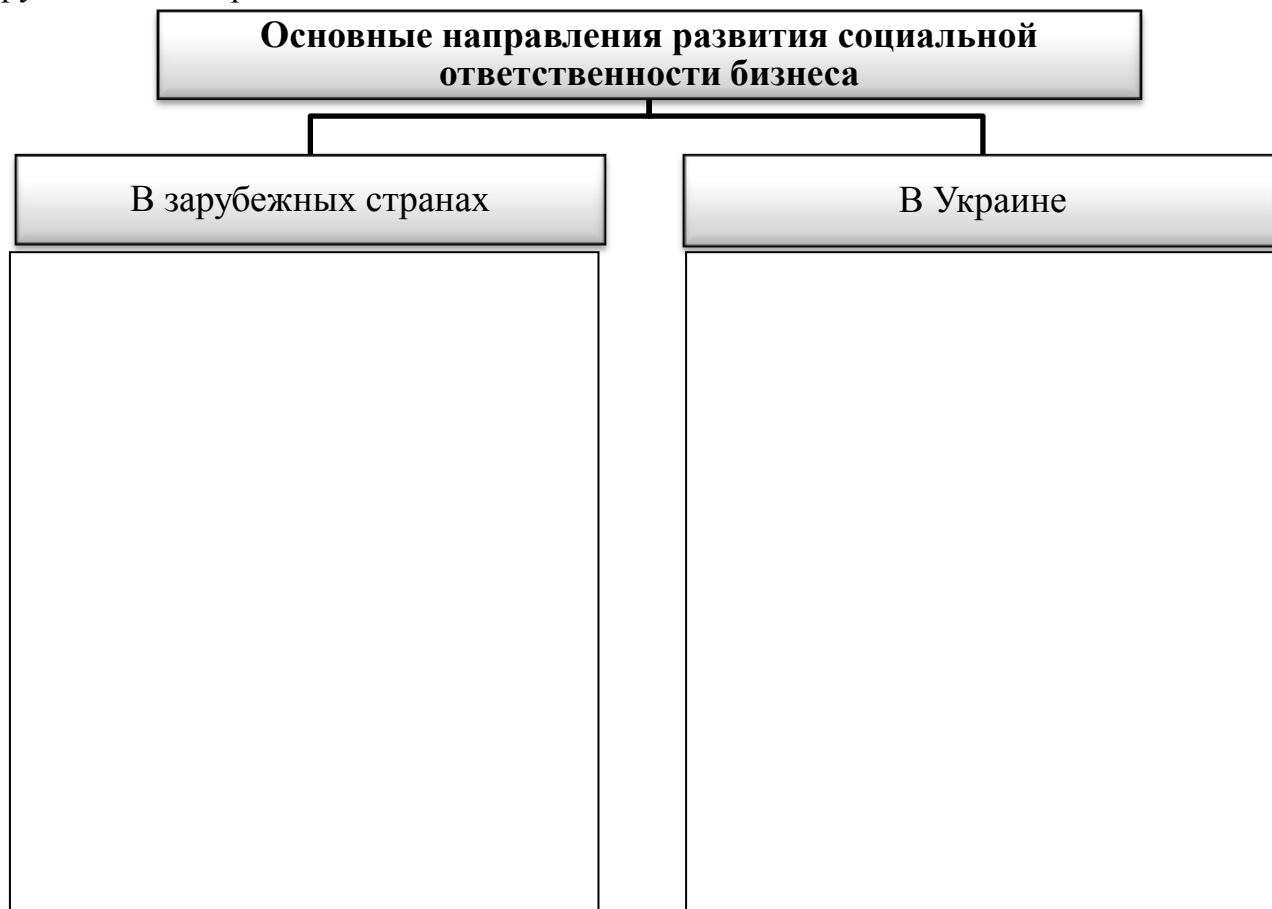 Основные направления развития социальной
ответственности бизнеса
В зарубежных странах
В Украине